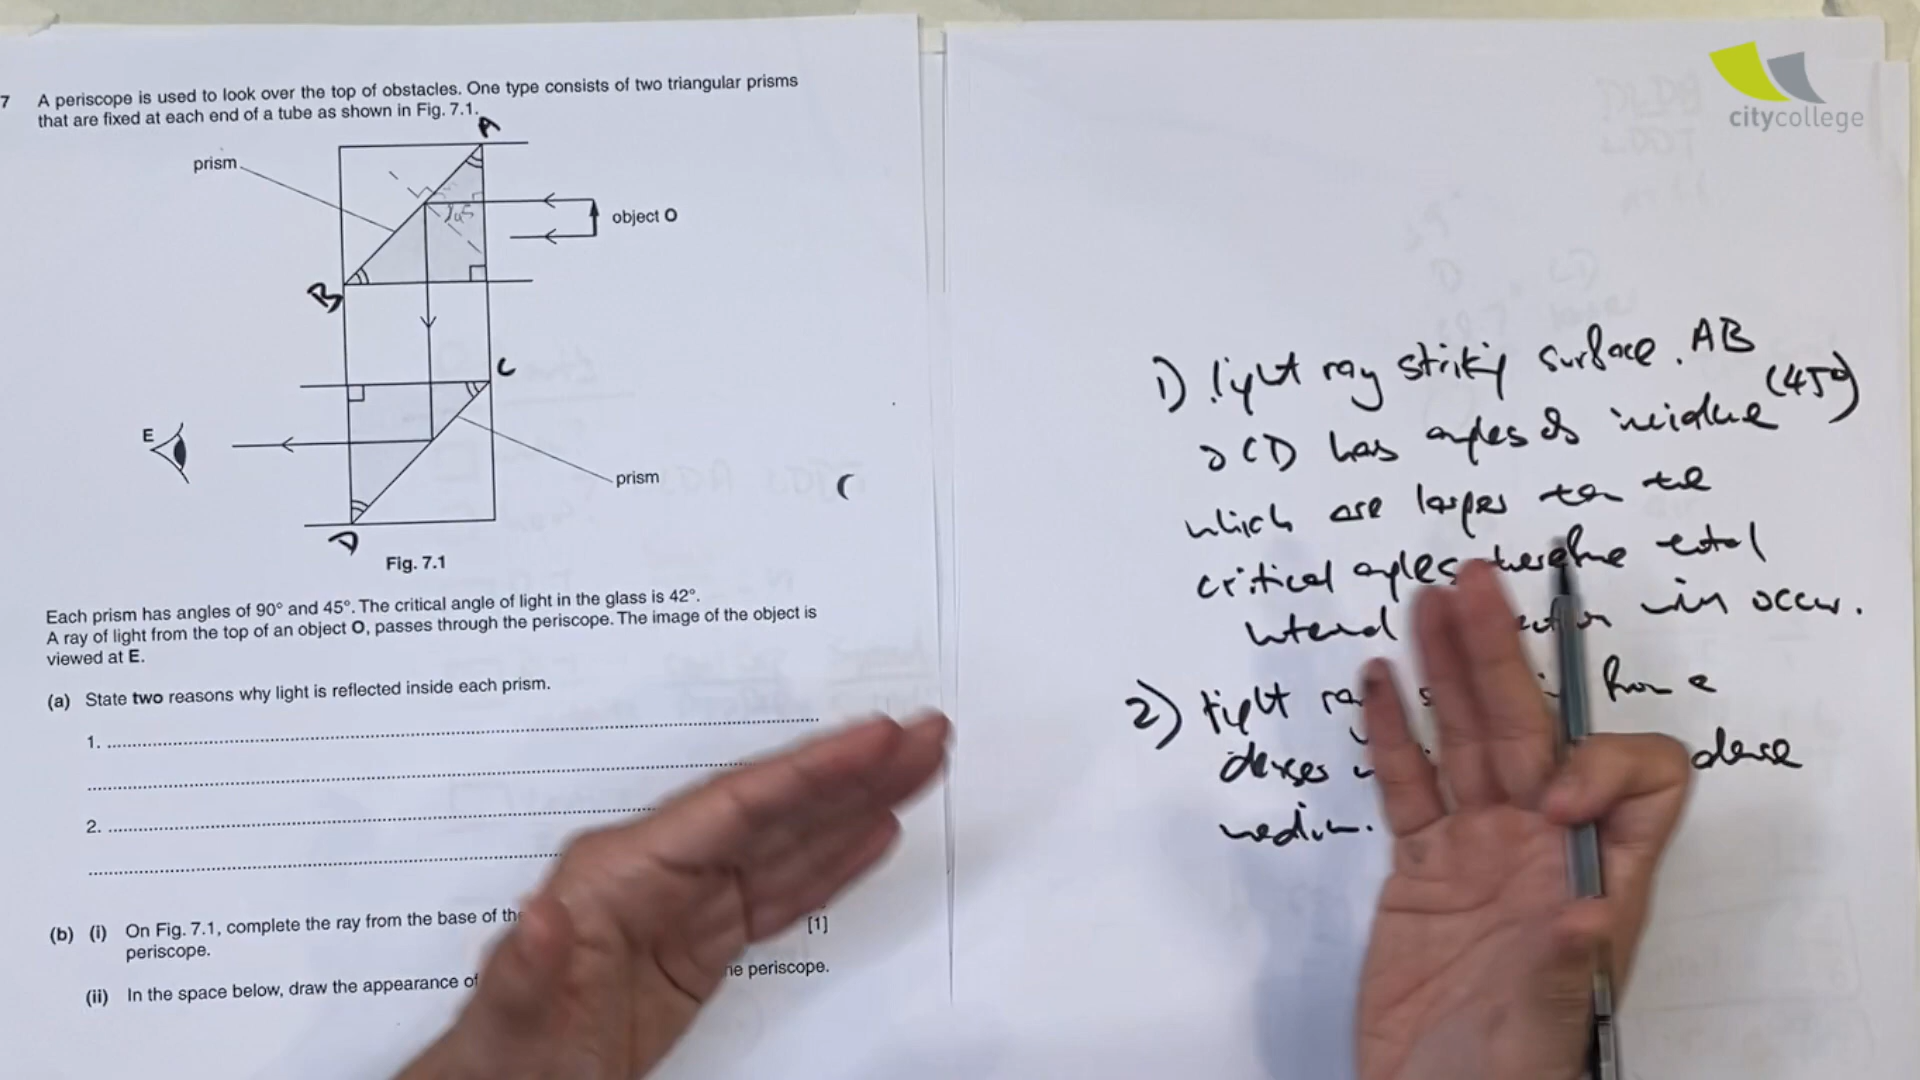 citycollege
7 A periscope is used to look over the top of obstacles. One type consists of two triangular prisms
that are fixed at each end of a tube as shown in Fig. 7.1.
A
prism
45
object O
B
C
E
prism
(
D
Fig. 7.1
Each prism has angles of 90° and 45°. The critical angle of light in the glass is 42°.
A ray of light from the top of an object O, passes through the periscope. The image of the object is
viewed at E.
(a) State two reasons why light is reflected inside each prism.
1.
2.
(b) (i) On Fig. 7.1, complete the ray from the base of the
periscope.
[1]
(ii) In the space below, draw the appearance of
he periscope.
1) light ray striking surface. AB
CD has angles of incidence (45°)
which are larger than the
critical angles therefore total
internal will occur.
2) light from a
denser dense
medium.